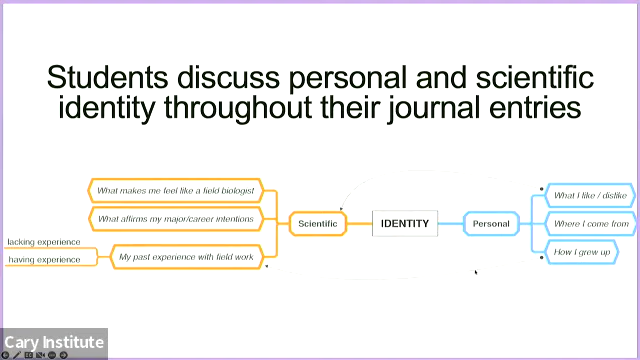 Students discuss personal and scientific
identity throughout their journal entries
What makes me feel like a field biologist
What affirms my major/career intentions
My past experience with field work
lacking experience
having experience
Scientific
IDENTITY
Personal
What I like / dislike
Where I come from
How I grew up
Cary Institute